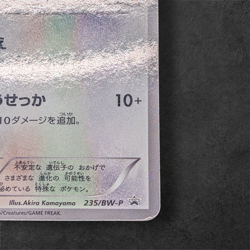 うせっか 10+
10ダメージを追加。
不安定な 遺伝子の おかげで
さまざまな 進化の 可能性を
秘めている 特殊な ポケモン。
Illus.Akira Komayama 235/BW-P
/Creatures/GAME FREAK.